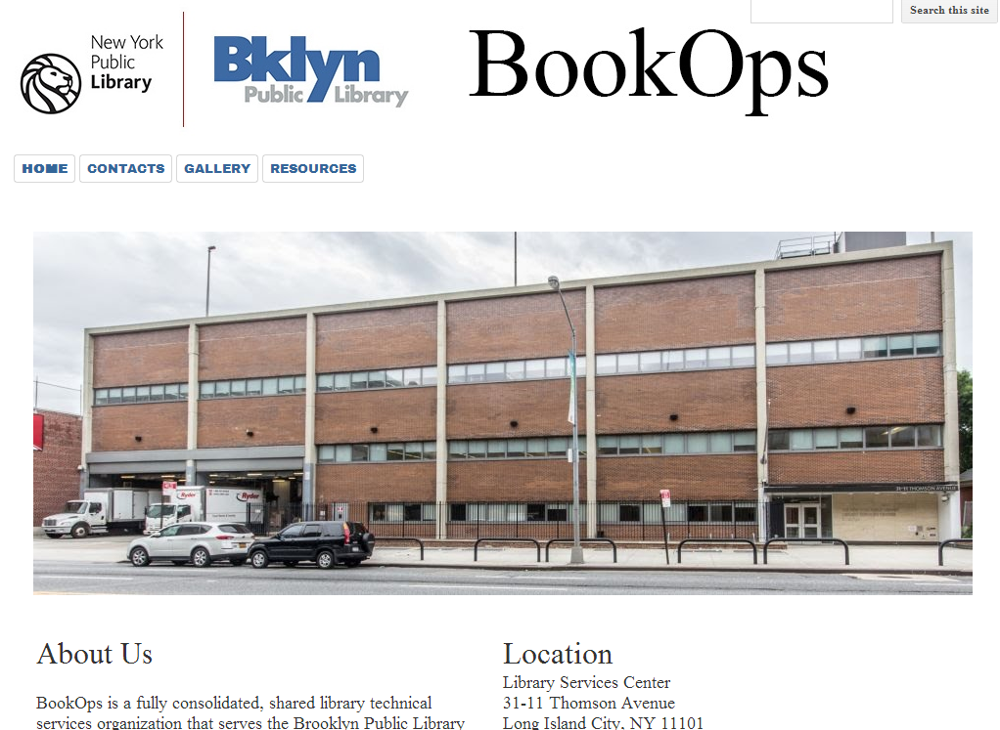 Search this site
New York
Public
Library
Bklyn
Public Library
BookOps
HOME CONTACTS GALLERY RESOURCES
Ryder
Ryder
31-11 THOMSON AVENUE
About Us
BookOps is a fully consolidated, shared library technical
services organization that serves the Brooklyn Public Library
Location
Library Services Center
31-11 Thomson Avenue
Long Island City, NY 11101